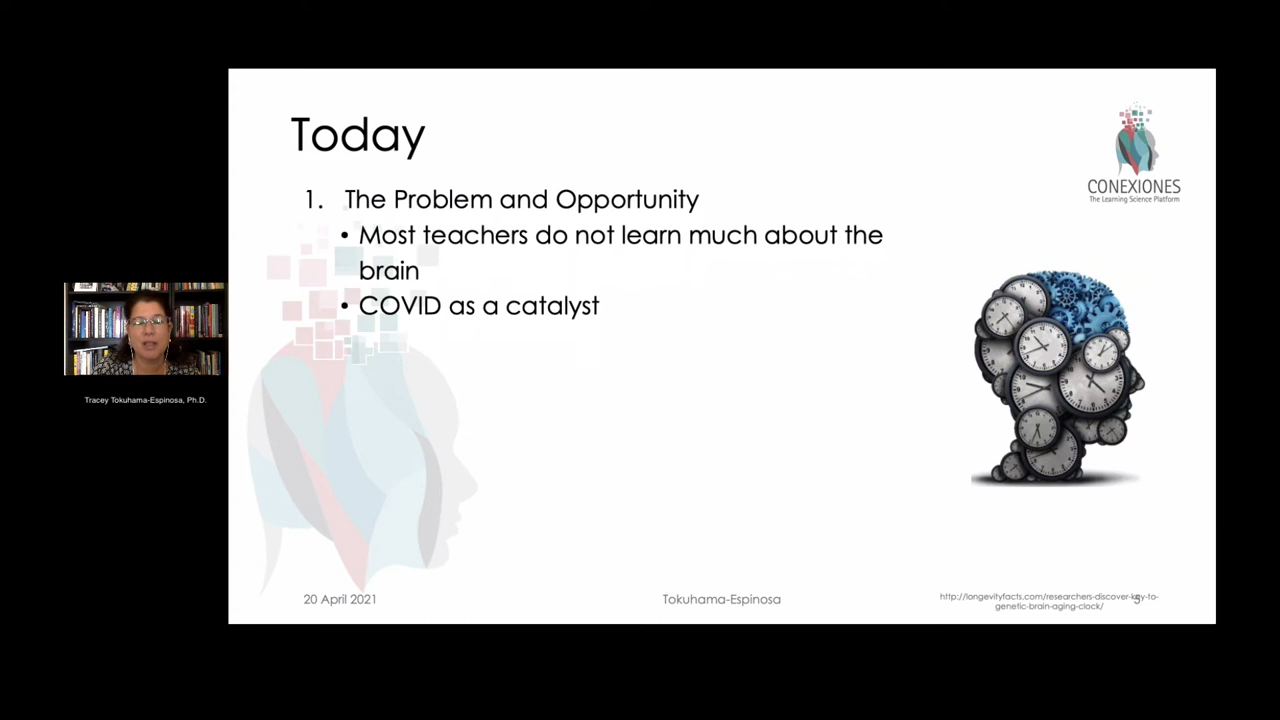 Today
1. The Problem and Opportunity
• Most teachers do not learn much about the
brain
• COVID as a catalyst
CONEXIONES
The Learning Science Platform
Tracey Tokuhama-Espinosa, Ph.D.
20 April 2021
Tokuhama-Espinosa
http://longevityfacts.com/researchers-discover-key-to-
genetic-brain-aging-clock/
5